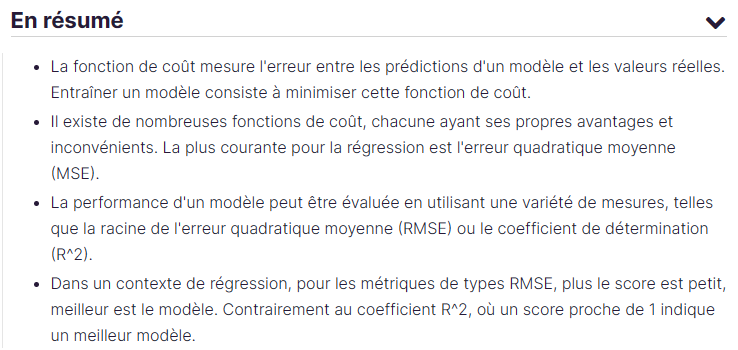 En résumé
La fonction de coût mesure l'erreur entre les prédictions d'un modèle et les valeurs réelles.
Entraîner un modèle consiste à minimiser cette fonction de coût.
Il existe de nombreuses fonctions de coût, chacune ayant ses propres avantages et
inconvénients. La plus courante pour la régression est l'erreur quadratique moyenne
(MSE).
La performance d'un modèle peut être évaluée en utilisant une variété de mesures, telles
que la racine de l'erreur quadratique moyenne (RMSE) ou le coefficient de détermination
(R^2).
Dans un contexte de régression, pour les métriques de types RMSE, plus le score est petit,
meilleur est le modèle. Contrairement au coefficient R^2, où un score proche de 1 indique
un meilleur modèle.